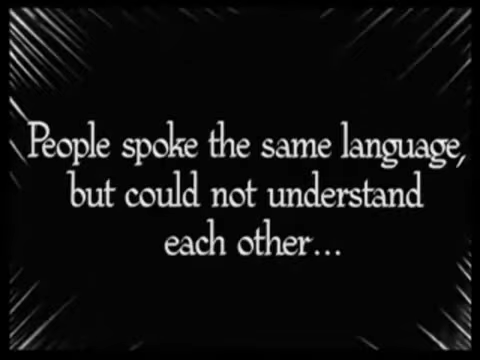 People spoke the same language,
but could not understand
each other...